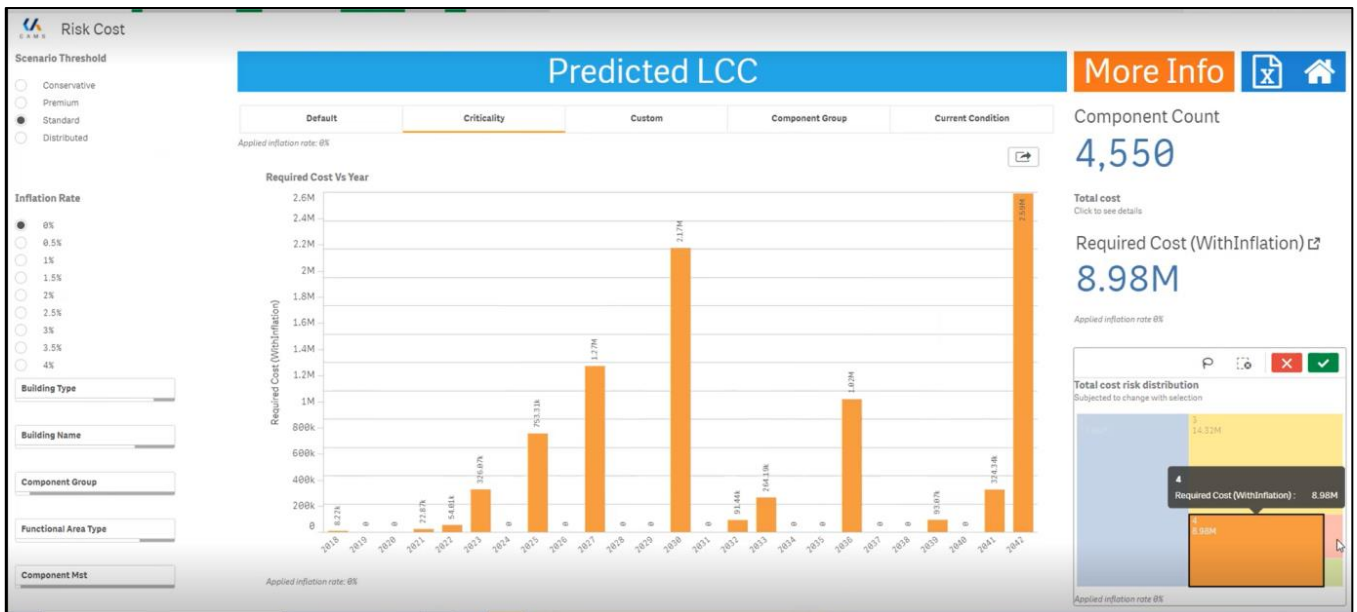 CAMS
Risk Cost
Scenario Threshold
Conservative
Premium
Standard
Distributed
Inflation Rate
0%
0.5%
1%
1.5%
2%
2.5%
3%
3.5%
4%
Building Type
Building Name
Component Group
Functional Area Type
Component Mst
Predicted LCC
Default Criticality Custom Component Group Current Condition
Applied inflation rate: 0%
Required Cost Vs Year
Required Cost (WithInflation)
2.6M
2.4M
2.2M
2M
1.8M
1.6M
1.4M
1.2M
1M
800k
600k
400k
200k
0
8.22k 0 0 22.87k 54.01k 326.07k 0 753.31k 0 1.27M 0 0 2.17M 0 91.44k 264.19k 0 0 1.02M 0 0 93.07k 0 324.34k 2.59M
2018 2019 2020 2021 2022 2023 2024 2025 2026 2027 2028 2029 2030 2031 2032 2033 2034 2035 2036 2037 2038 2039 2040 2041 2042
Applied inflation rate: 0%
More Info
Component Count
4,550
Total cost
Click to see details
Required Cost (WithInflation)
8.98M
Applied inflation rate 0%
Total cost risk distribution
Subjected to change with selection
3
14.32M
4
Required Cost (WithInflation) : 8.98M
4
8.98M
Applied inflation rate 0%